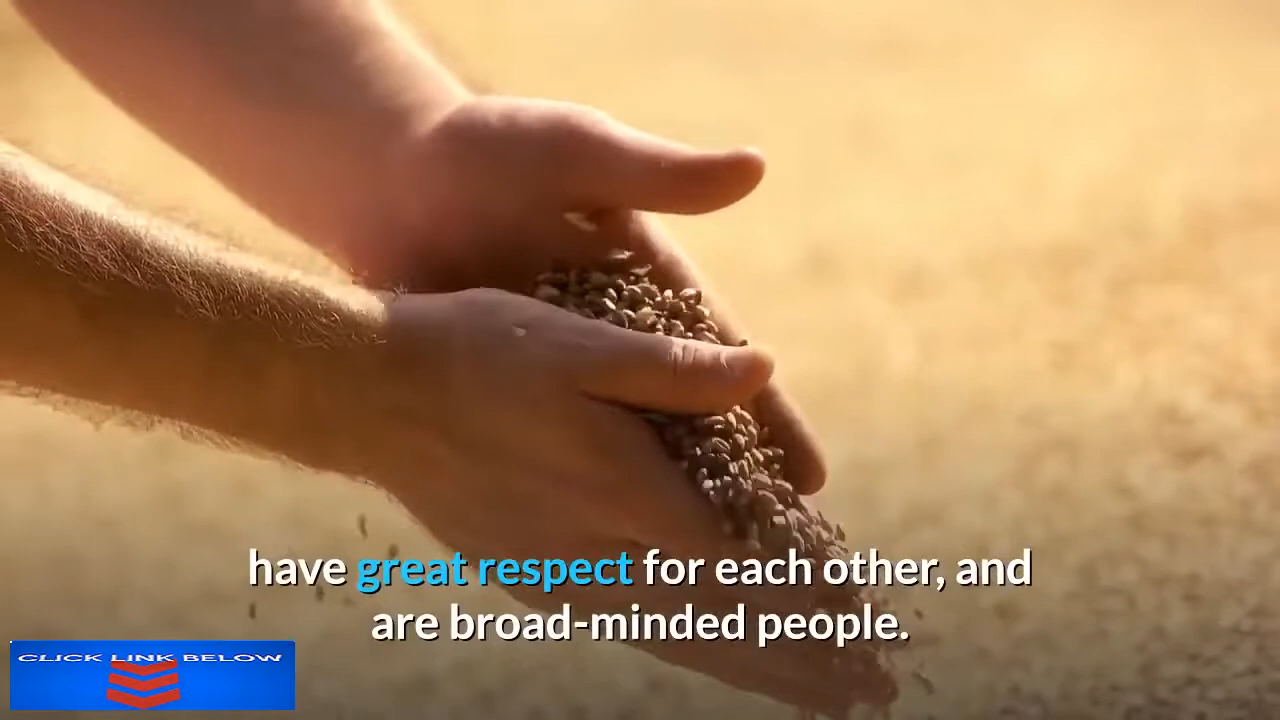 have great respect for each other, and
are broad-minded people.
CLICK LINK BELOW